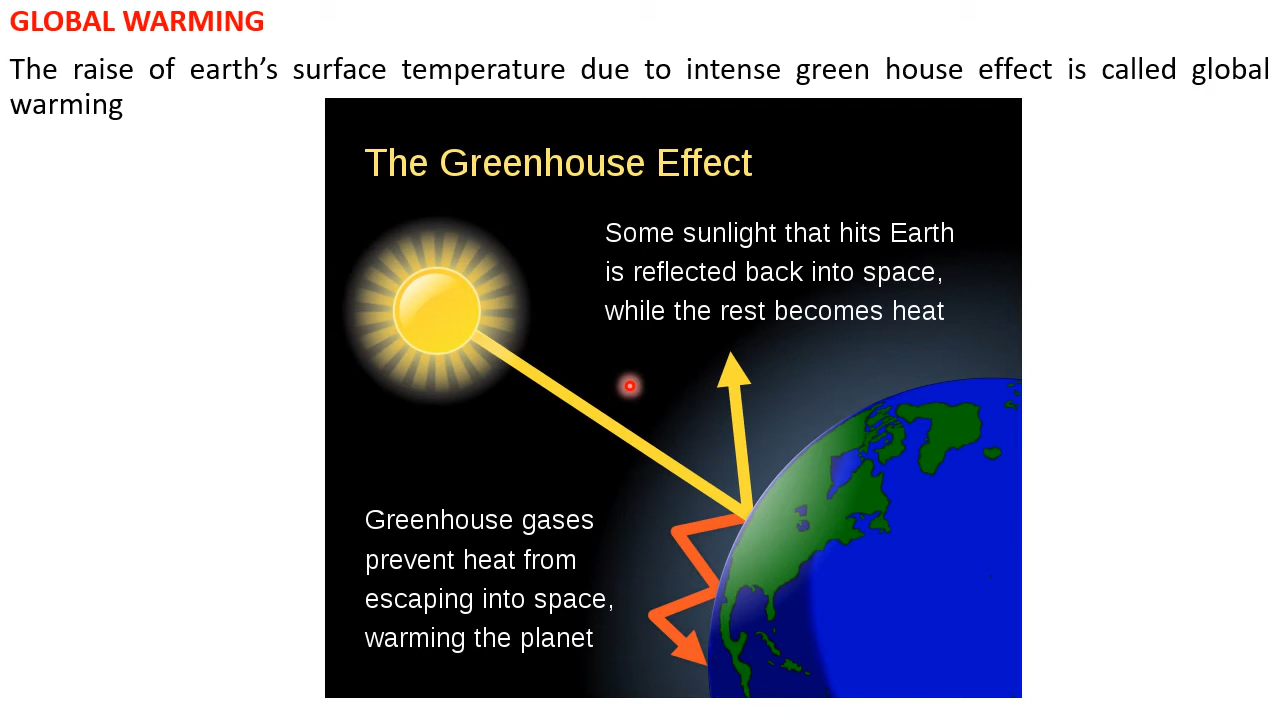 GLOBAL WARMING
The raise of earth’s surface temperature due to intense green house effect is called global
warming
The Greenhouse Effect
Some sunlight that hits Earth
is reflected back into space,
while the rest becomes heat
Greenhouse gases
prevent heat from
escaping into space,
warming the planet